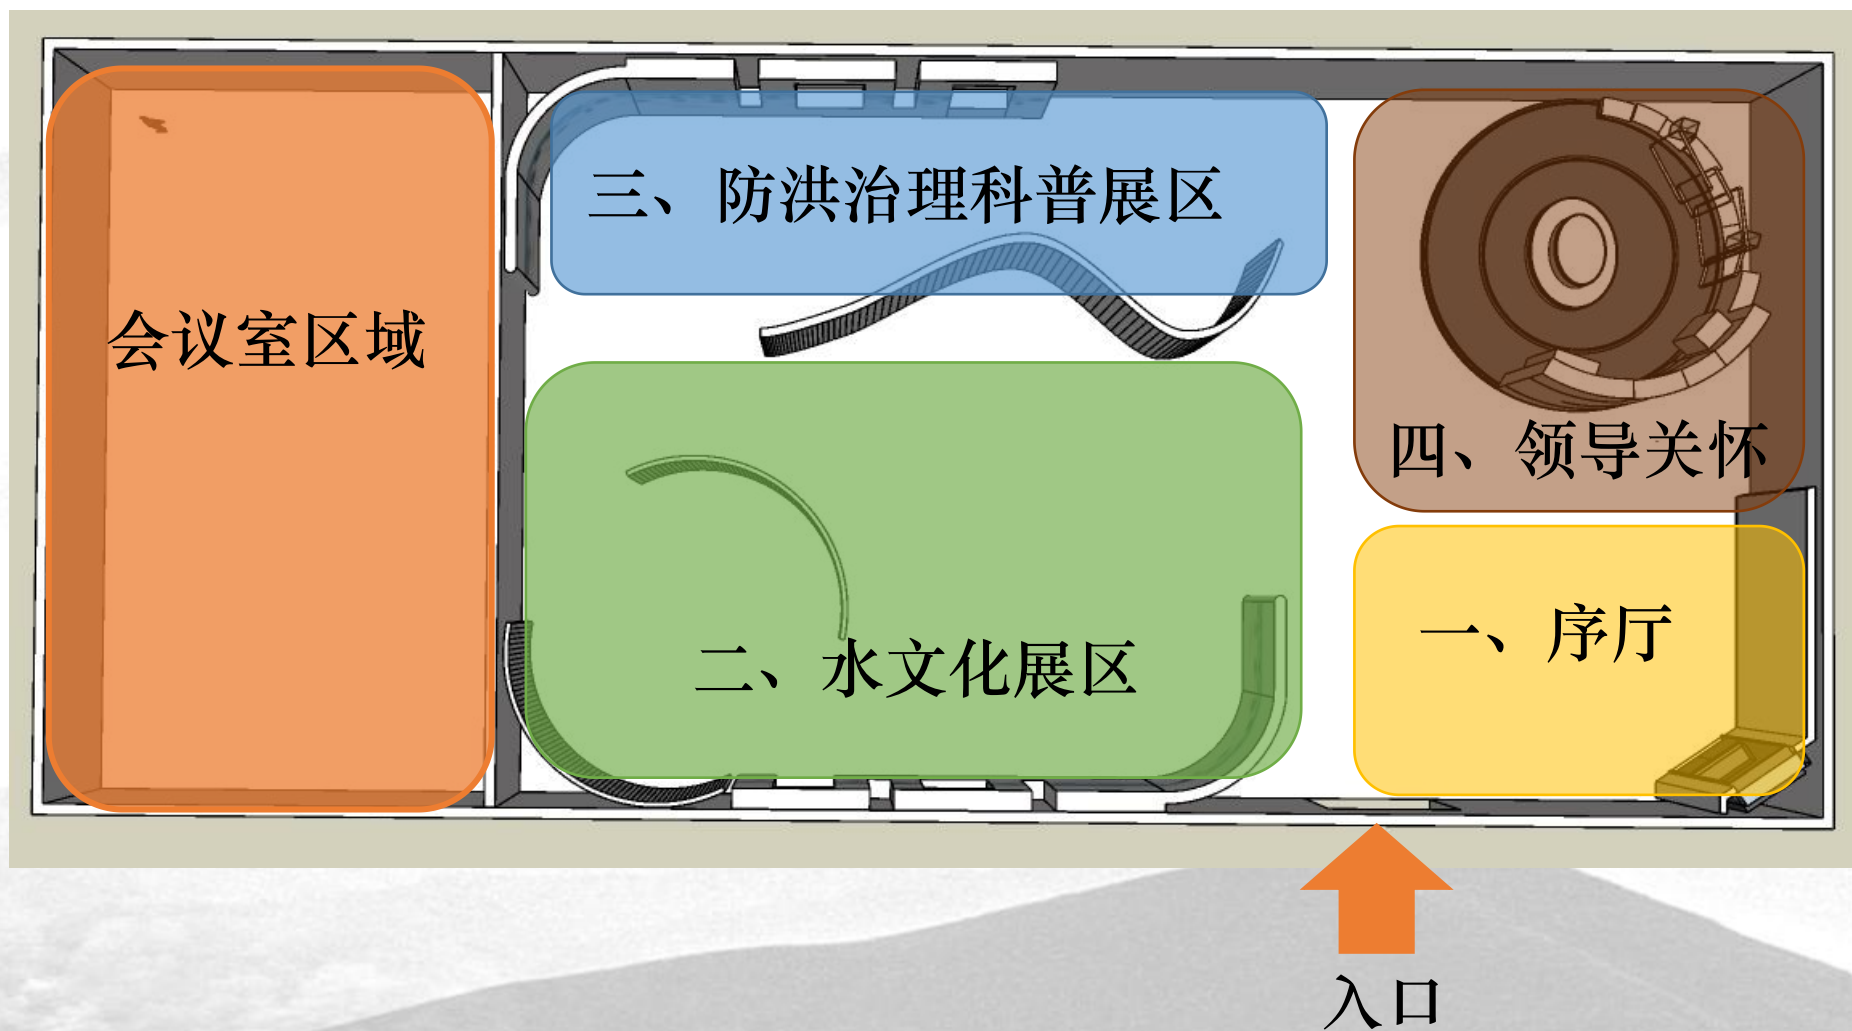 三、防洪治理科普展区
会议室区域
四、领导关怀
一、序厅
二、水文化展区
入口